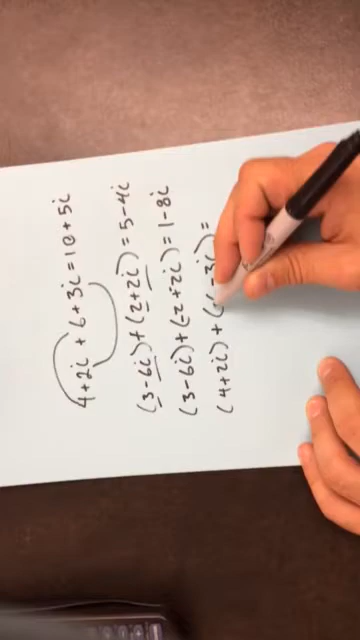 4+2i + 6+3i = 10+5i
(3-6i)+(2+2i) = 5-4i
(3-6i)+(-2+2i) = 1-8i
(4+2i)+( -3i) =